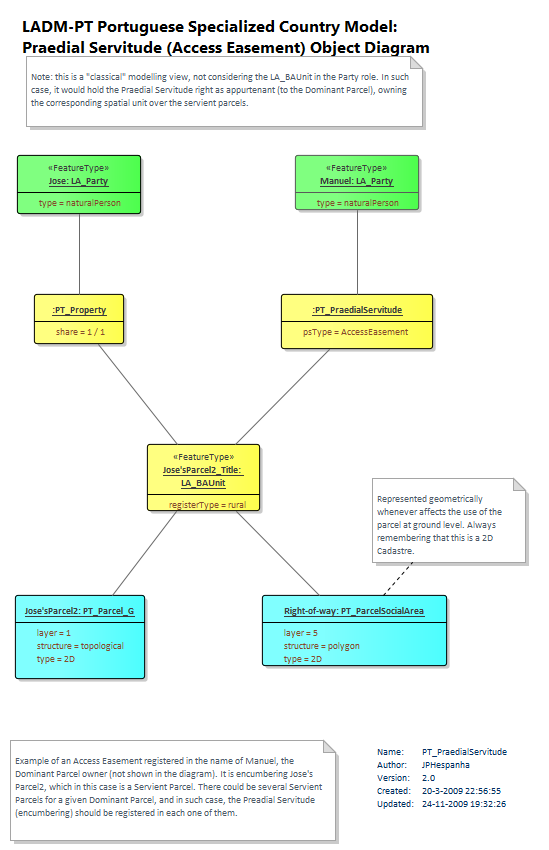 LADM-PT Portuguese Specialized Country Model:
Praedial Servitude (Access Easement) Object Diagram
Note: this is a "classical" modelling view, not considering the LA_BAUnit in the Party role. In such
case, it would hold the Praedial Servitude right as appurtenant (to the Dominant Parcel), owning
the corresponding spatial unit over the servient parcels.
«FeatureType»
Jose: LA_Party
type = naturalPerson
«FeatureType»
Manuel: LA_Party
type = naturalPerson
:PT_Property
share = 1 / 1
:PT_PraedialServitude
psType = AccessEasement
«FeatureType»
Jose'sParcel2_Title:
LA_BAUnit
registerType = rural
Represented geometrically
whenever affects the use of the
parcel at ground level. Always
remembering that this is a 2D
Cadastre.
Jose'sParcel2: PT_Parcel_G
layer = 1
structure = topological
type = 2D
Right-of-way: PT_ParcelSocialArea
layer = 5
structure = polygon
type = 2D
Example of an Access Easement registered in the name of Manuel, the
Dominant Parcel owner (not shown in the diagram). It is encumbering Jose's
Parcel2, which in this case is a Servient Parcel. There could be several Servient
Parcels for a given Dominant Parcel, and in such case, the Preadial Servitude
(encumbering) should be registered in each one of them.
Name: PT_PraedialServitude
Author: JPHespanha
Version: 2.0
Created: 20-3-2009 22:56:55
Updated: 24-11-2009 19:32:26